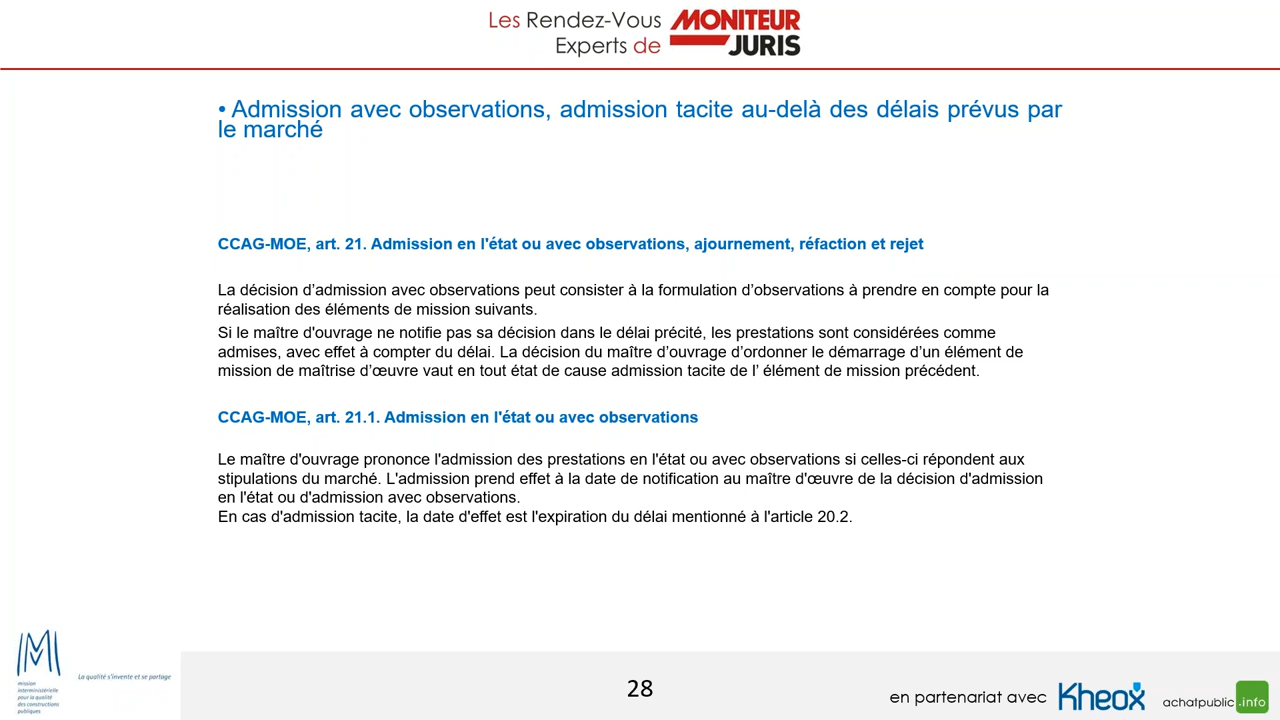 Les Rendez-Vous
Experts de
MONITEUR
JURIS
• Admission avec observations, admission tacite au-delà des délais prévus par
le marché
CCAG-MOE, art. 21. Admission en l'état ou avec observations, ajournement, réfaction et rejet
La décision d’admission avec observations peut consister à la formulation d’observations à prendre en compte pour la
réalisation des éléments de mission suivants.
Si le maître d'ouvrage ne notifie pas sa décision dans le délai précité, les prestations sont considérées comme
admises, avec effet à compter du délai. La décision du maître d’ouvrage d’ordonner le démarrage d’un élément de
mission de maîtrise d’œuvre vaut en tout état de cause admission tacite de l’ élément de mission précédent.
CCAG-MOE, art. 21.1. Admission en l'état ou avec observations
Le maître d'ouvrage prononce l'admission des prestations en l'état ou avec observations si celles-ci répondent aux
stipulations du marché. L'admission prend effet à la date de notification au maître d'œuvre de la décision d'admission
en l'état ou d'admission avec observations.
En cas d'admission tacite, la date d'effet est l'expiration du délai mentionné à l'article 20.2.
La qualité s'invente et se partage
mission
interministérielle
pour la qualité
des constructions
publiques
28
en partenariat avec
Kheox
achatpublic.info